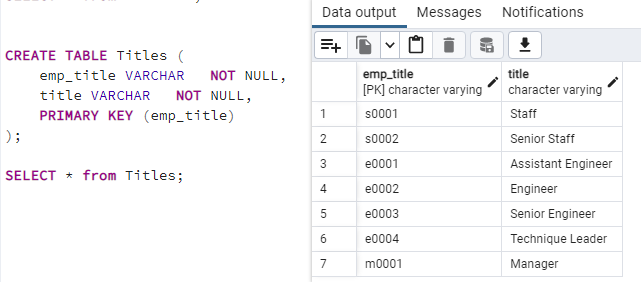 CREATE TABLE Titles (
emp_title VARCHAR NOT NULL,
title VARCHAR NOT NULL,
PRIMARY KEY (emp_title)
);
SELECT * from Titles;
Data output Messages Notifications
emp_title title
[PK] character varying character varying
1 s0001 Staff
2 s0002 Senior Staff
3 e0001 Assistant Engineer
4 e0002 Engineer
5 e0003 Senior Engineer
6 e0004 Technique Leader
7 m0001 Manager